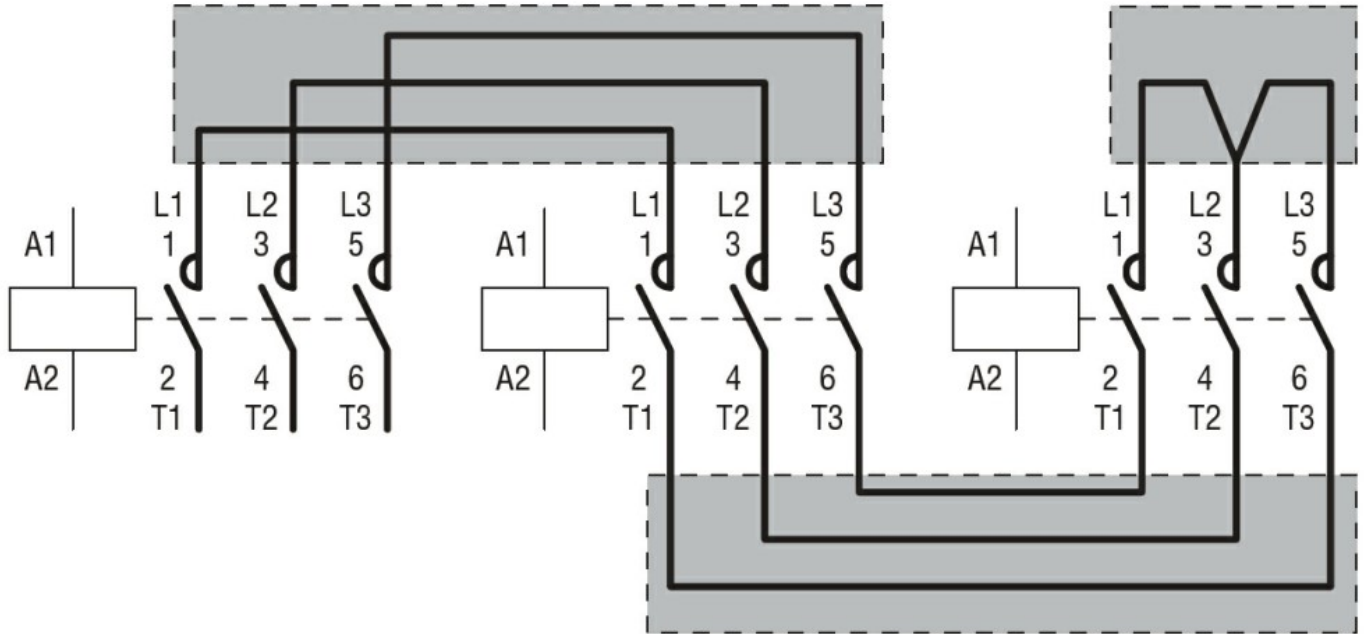 L1 L2 L3 L1 L2 L3 L1 L2 L3
A1 1 3 5 A1 1 3 5 A1 1 3 5
A2 2 4 6 A2 2 4 6 A2 2 4 6
T1 T2 T3 T1 T2 T3 T1 T2 T3